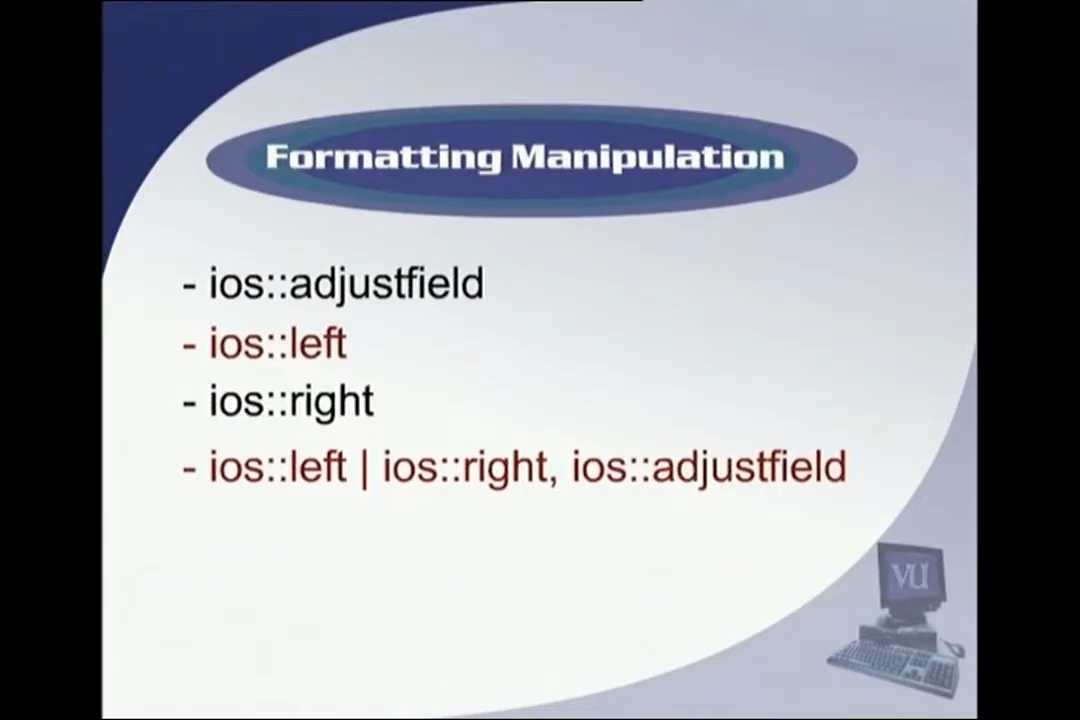 Formatting Manipulation
- ios::adjustfield
- ios::left
- ios::right
- ios::left | ios::right, ios::adjustfield
VU